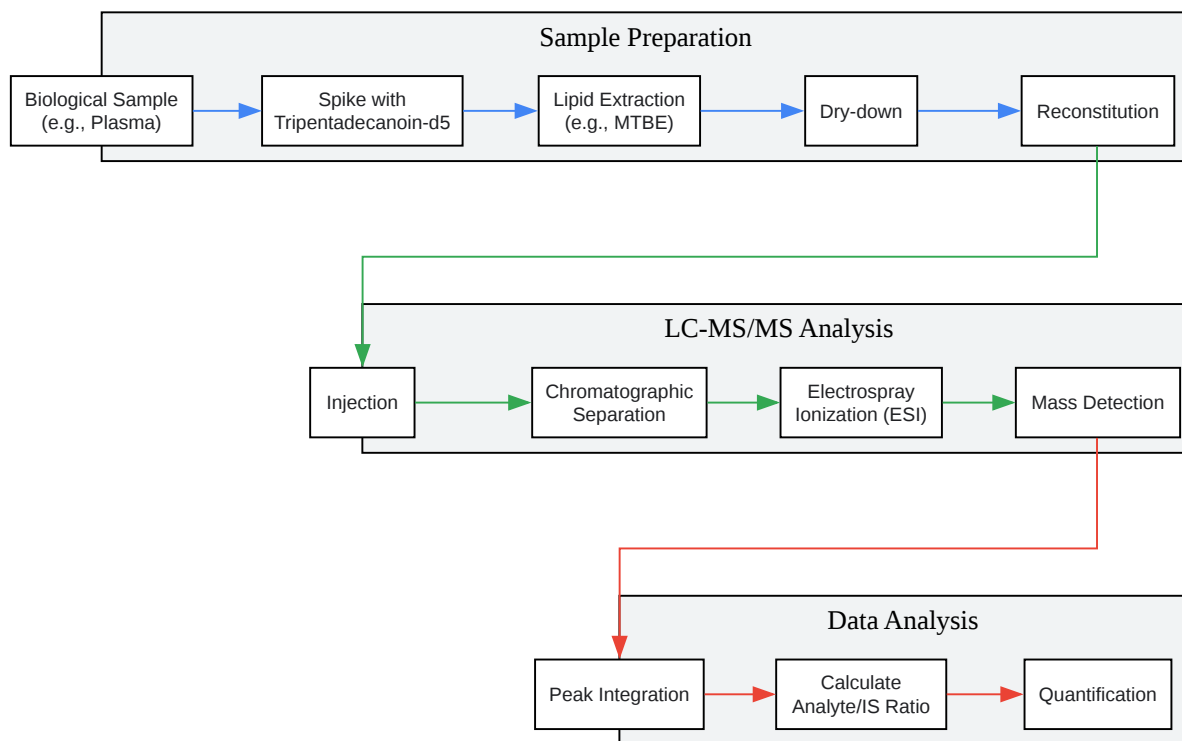 Sample Preparation
Biological Sample
(e.g., Plasma)
Spike with
Tripentadecanoin-d5
Lipid Extraction
(e.g., MTBE)
Dry-down
Reconstitution
LC-MS/MS Analysis
Injection
Chromatographic
Separation
Electrospray
Ionization (ESI)
Mass Detection
Data Analysis
Peak Integration
Calculate
Analyte/IS Ratio
Quantification